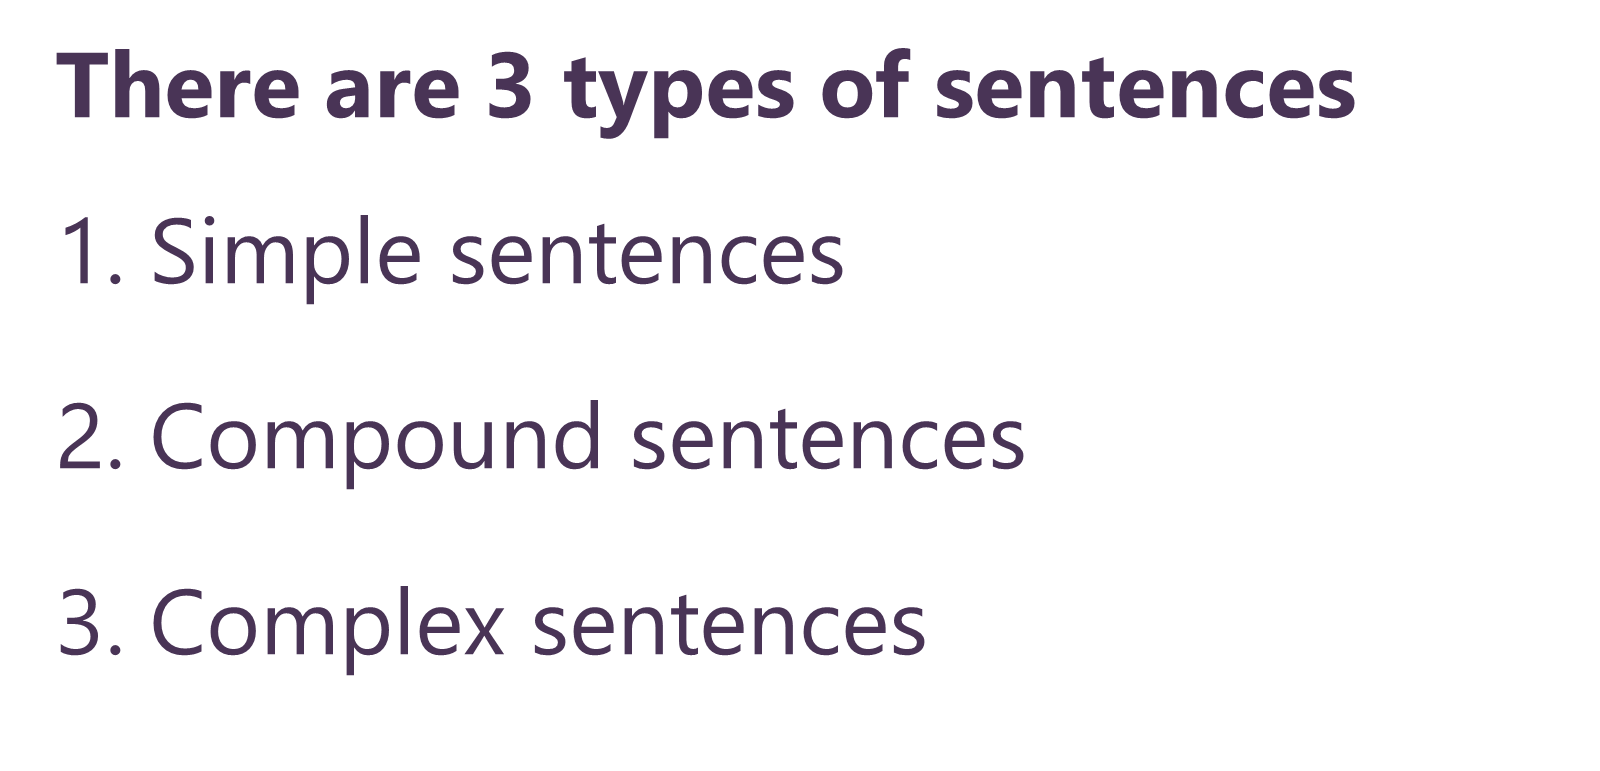 There are 3 types of sentences
1. Simple sentences
2. Compound sentences
3. Complex sentences